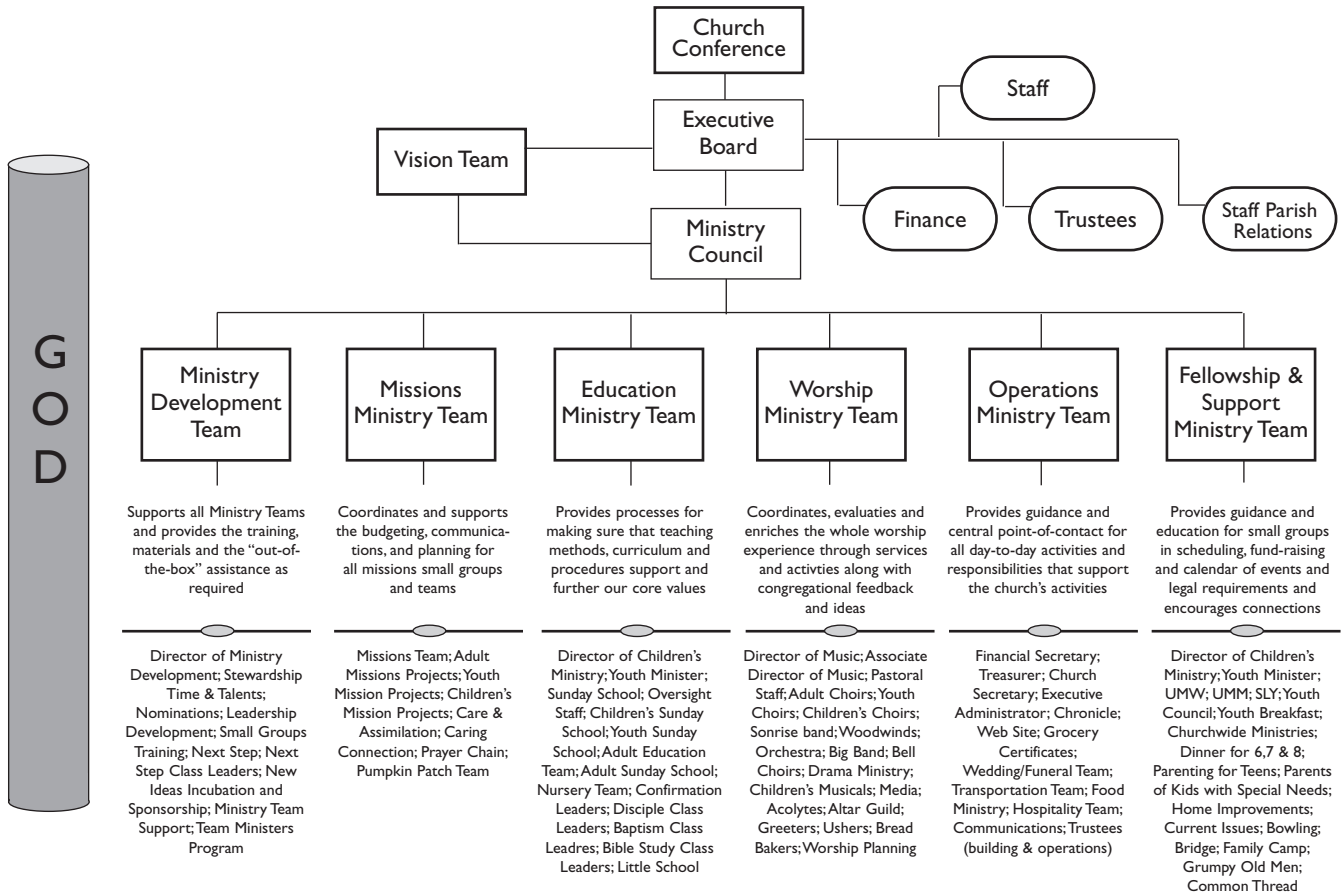 Church
Conference
Staff
Executive
Board
Vision Team
Finance
Trustees
Staff Parish
Relations
Ministry
Council
G
O
D
Ministry
Development
Team
Missions
Ministry Team
Education
Ministry Team
Worship
Ministry Team
Operations
Ministry Team
Fellowship &
Support
Ministry Team
Supports all Ministry Teams
and provides the training,
materials and the “out-of-
the-box” assistance as
required
Coordinates and supports
the budgeting, communica-
tions, and planning for
all missions small groups
and teams
Provides processes for
making sure that teaching
methods, curriculum and
procedures support and
further our core values
Coordinates, evaluaties and
enriches the whole worship
experience through services
and activties along with
congregational feedback
and ideas
Provides guidance and
central point-of-contact for
all day-to-day activities and
responsibilities that support
the church’s activities
Provides guidance and
education for small groups
in scheduling, fund-raising
and calendar of events and
legal requirements and
encourages connections
Director of Ministry
Development; Stewardship
Time & Talents;
Nominations; Leadership
Development; Small Groups
Training; Next Step; Next
Step Class Leaders; New
Ideas Incubation and
Sponsorship; Ministry Team
Support; Team Ministers
Program
Missions Team; Adult
Missions Projects; Youth
Mission Projects; Children’s
Mission Projects; Care &
Assimilation; Caring
Connection; Prayer Chain;
Pumpkin Patch Team
Director of Children’s
Ministry; Youth Minister;
Sunday School; Oversight
Staff; Children’s Sunday
School; Youth Sunday
School; Adult Education
Team; Adult Sunday School;
Nursery Team; Confirmation
Leaders; Disciple Class
Leaders; Baptism Class
Leadres; Bible Study Class
Leaders; Little School
Director of Music; Associate
Director of Music; Pastoral
Staff; Adult Choirs; Youth
Choirs; Children’s Choirs;
Sonrise band; Woodwinds;
Orchestra; Big Band; Bell
Choirs; Drama Ministry;
Children’s Musicals; Media;
Acolytes; Altar Guild;
Greeters; Ushers; Bread
Bakers; Worship Planning
Financial Secretary;
Treasurer; Church
Secretary; Executive
Administrator; Chronicle;
Web Site; Grocery
Certificates;
Wedding/Funeral Team;
Transportation Team; Food
Ministry; Hospitality Team;
Communications; Trustees
(building & operations)
Director of Children’s
Ministry; Youth Minister;
UMW; UMM; SLY; Youth
Council; Youth Breakfast;
Churchwide Ministries;
Dinner for 6,7 & 8;
Parenting for Teens; Parents
of Kids with Special Needs;
Home Improvements;
Current Issues; Bowling;
Bridge; Family Camp;
Grumpy Old Men;
Common Thread